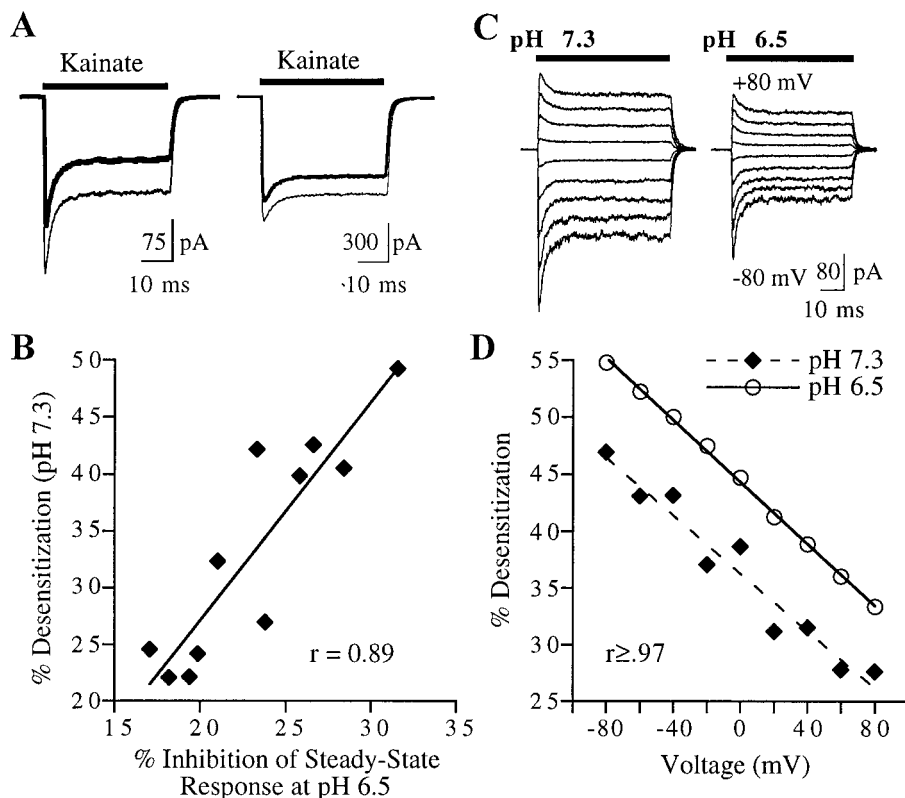 A
Kainate
Kainate
75 pA
10 ms
300 pA
10 ms
C
pH 7.3
pH 6.5
+80 mV
-80 mV
80 pA
10 ms
B
% Desensitization (pH 7.3)
50
45
40
35
30
25
20
r = 0.89
15
20
25
30
35
% Inhibition of Steady-State
Response at pH 6.5
D
% Desensitization
55
50
45
40
35
30
25
pH 7.3
pH 6.5
r≥.97
-80
-40
0
40
80
Voltage (mV)